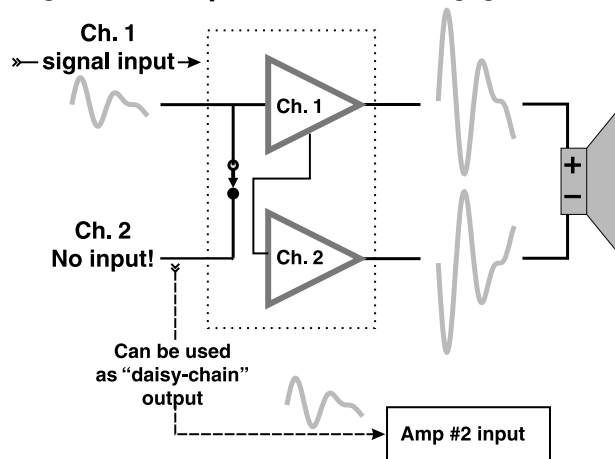 Ch. 1
signal input
Ch. 1
+
−
Ch. 2
No input!
Ch. 2
Can be used
as “daisy-chain”
output
Amp #2 input